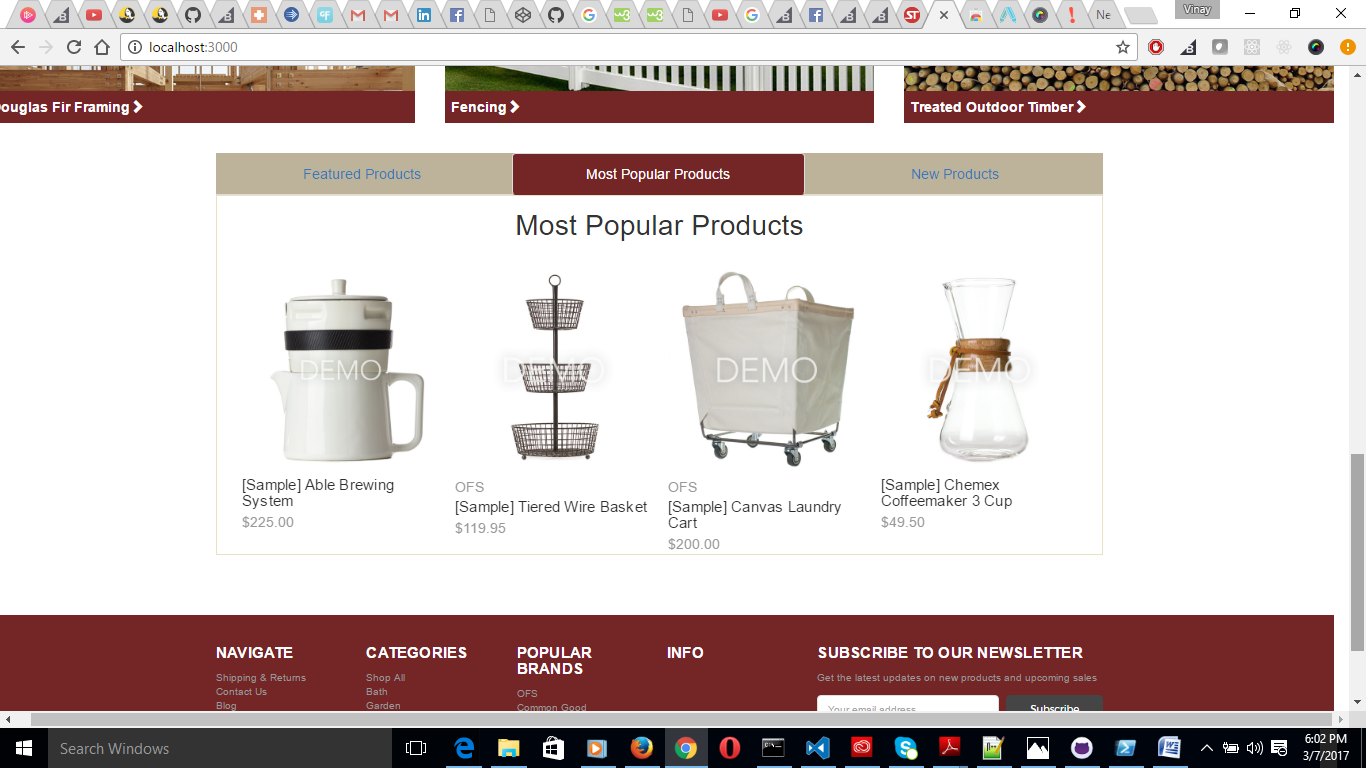 Vinay
Ne
localhost:3000
ouglas Fir Framing
Fencing
Treated Outdoor Timber
Featured Products
Most Popular Products
New Products
Most Popular Products
DEMO
DEMO
DEMO
DEMO
[Sample] Able Brewing
System
$225.00
OFS
[Sample] Tiered Wire Basket
$119.95
OFS
[Sample] Canvas Laundry
Cart
$200.00
[Sample] Chemex
Coffeemaker 3 Cup
$49.50
NAVIGATE
Shipping & Returns
Contact Us
Blog
CATEGORIES
Shop All
Bath
Garden
POPULAR
BRANDS
OFS
Common Good
INFO
SUBSCRIBE TO OUR NEWSLETTER
Get the latest updates on new products and upcoming sales
Your email address
Subscribe
Search Windows
6:02 PM
3/7/2017